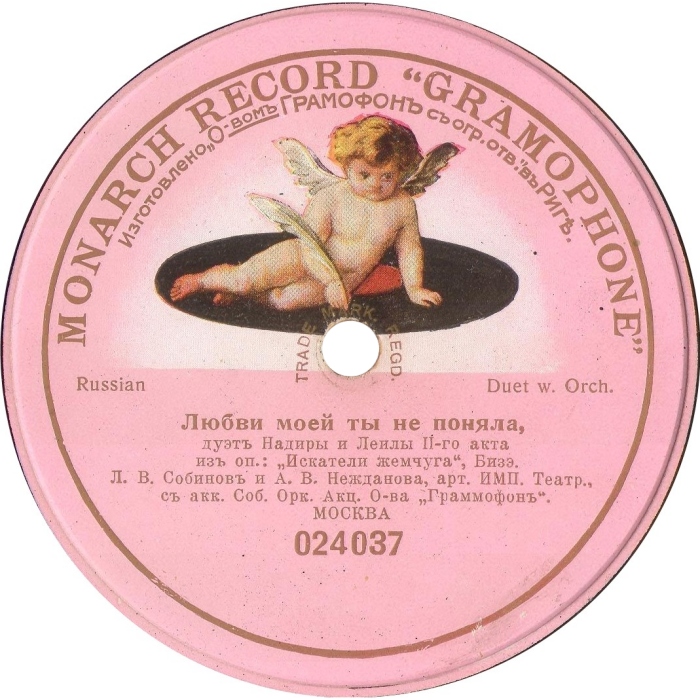 MONARCH RECORD “GRAMOPHONE”
Изготовлено „О-вомъ ГРАМОФОНЪ съ огр. отв.” въ Ригѣ.
TRADE MARK. REGD.
Russian
Duet w. Orch.
Любви моей ты не поняла,
дуэтъ Надиры и Леилы II-го акта
изъ оп.: „Искатели жемчуга“, Бизэ.
Л. В. Собиновъ и А. В. Нежданова, арт. ИМП. Театр.,
съ акк. Соб. Орк. Акц. О-ва „Граммофонъ“.
МОСКВА
024037